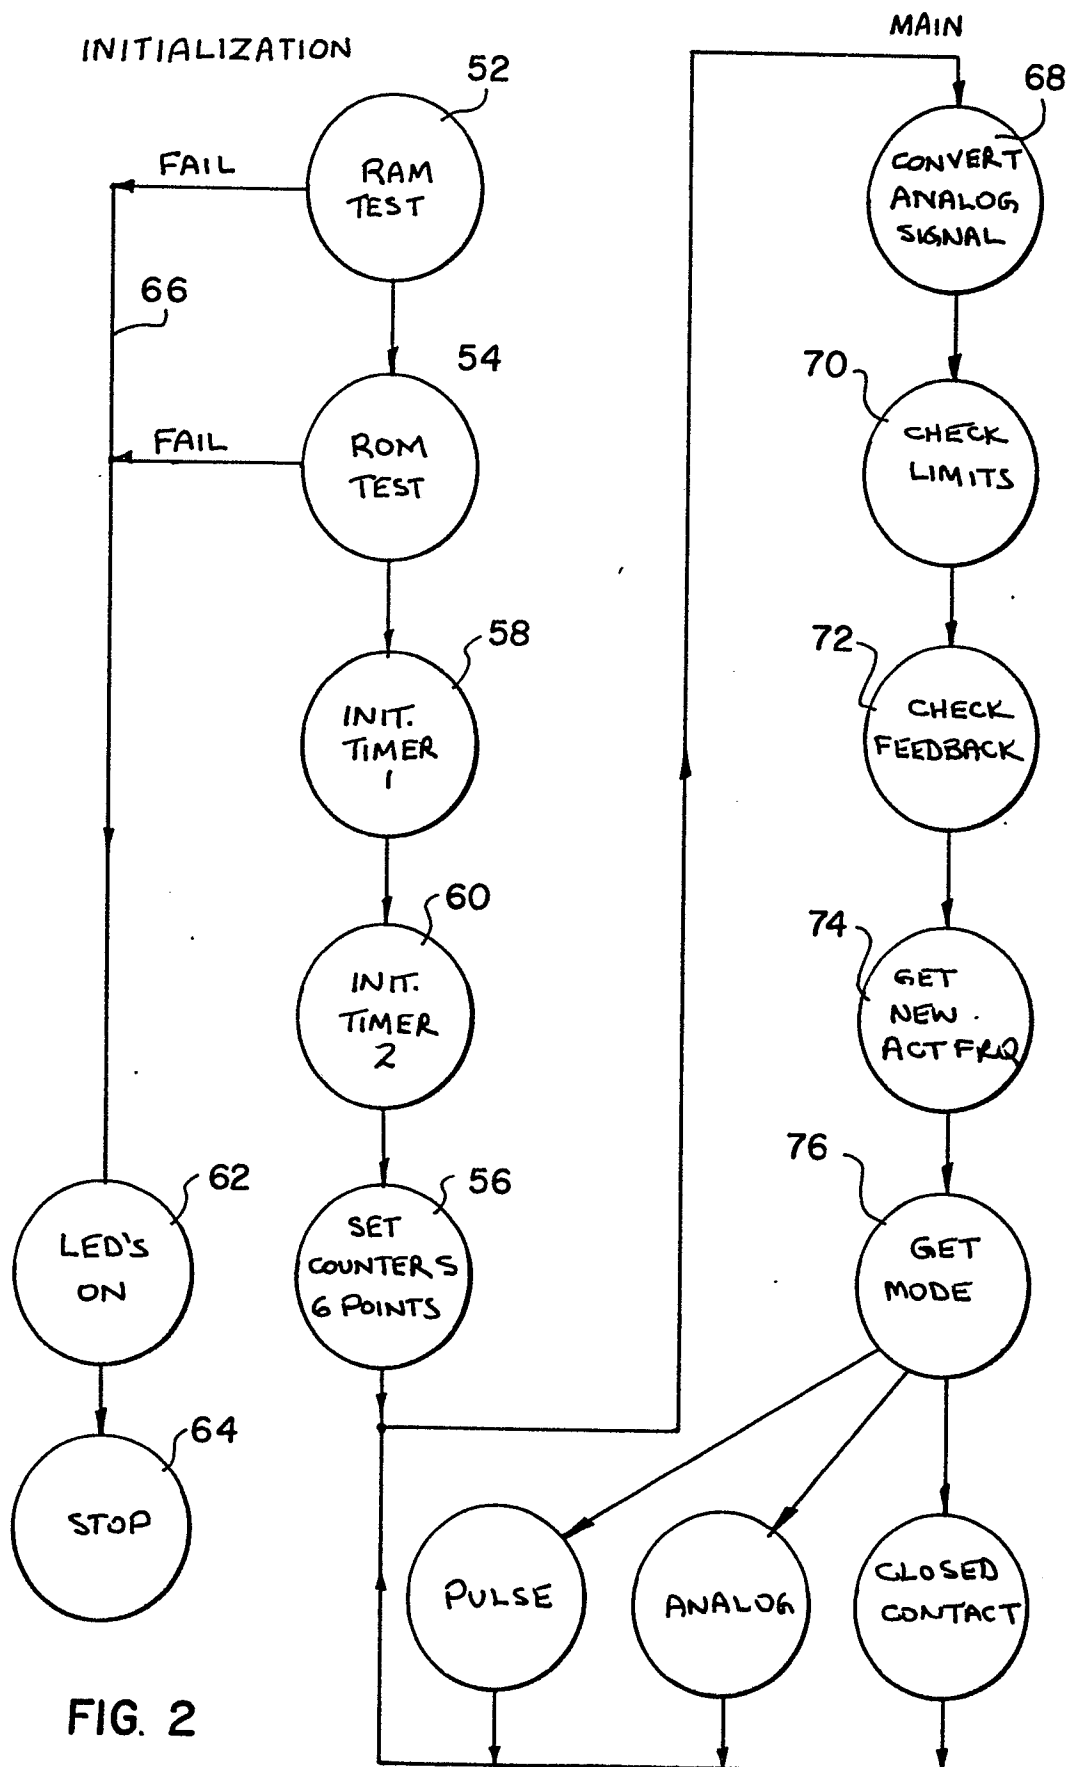 INITIALIZATION
52
FAIL
RAM
TEST
66
54
FAIL
ROM
TEST
58
INIT.
TIMER
1
60
INIT.
TIMER
2
62
LED'S
ON
56
SET
COUNTERS
6 POINTS
64
STOP
MAIN
68
CONVERT
ANALOG
SIGNAL
70
CHECK
LIMITS
72
CHECK
FEEDBACK
74
GET
NEW
ACT FRQ
76
GET
MODE
PULSE
ANALOG
CLOSED
CONTACT
FIG. 2